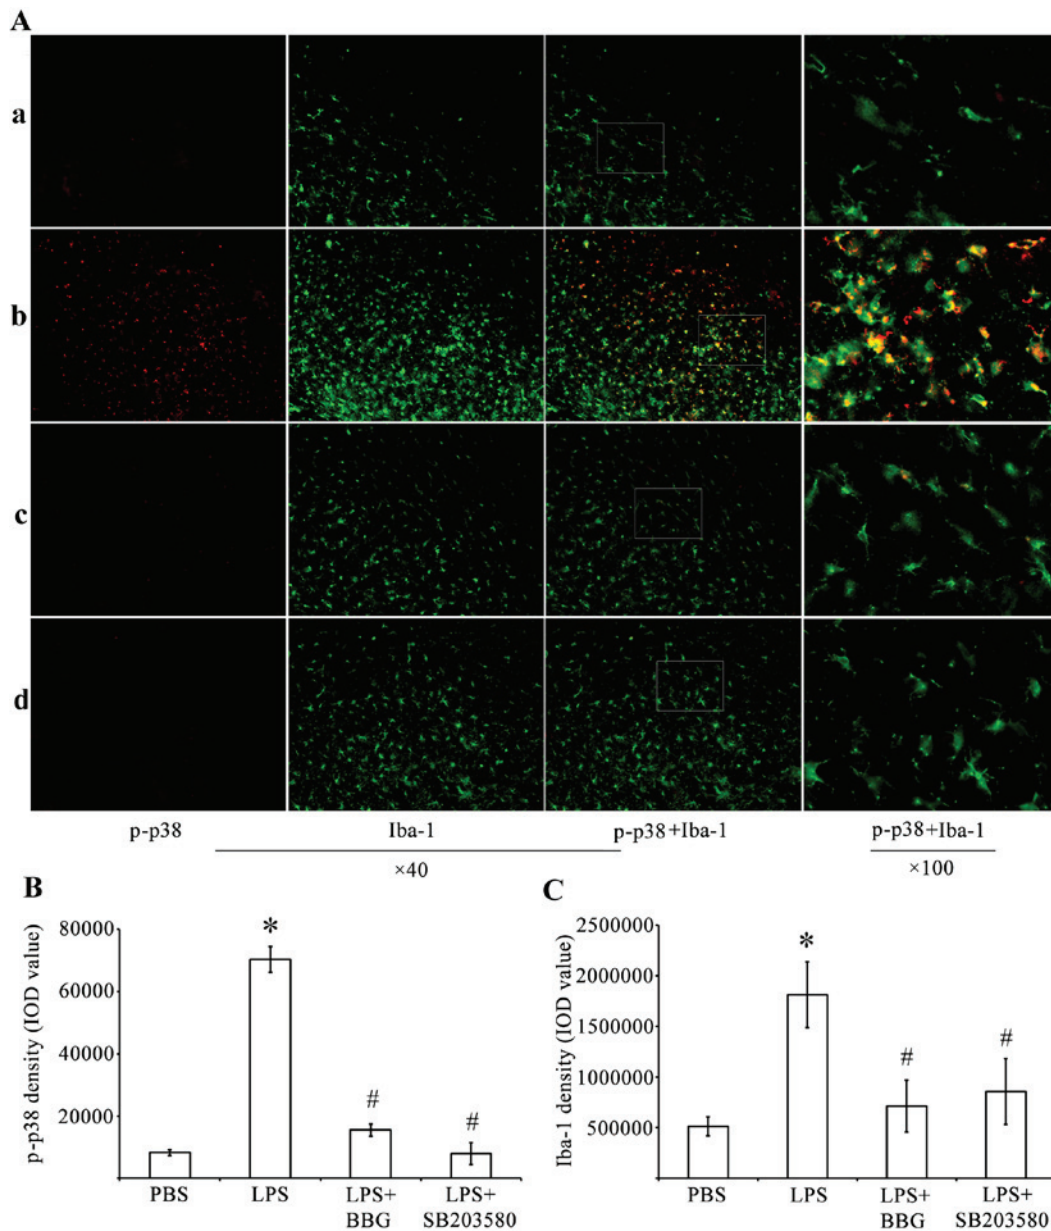 A
a
b
c
d
p-p38 Iba-1 p-p38+Iba-1 p-p38+Iba-1
×40 ×100
B
p-p38 density (IOD value)
80000
60000
40000
20000
*
#
#
PBS LPS LPS+ LPS+
BBG SB203580
C
Iba-1 density (IOD value)
2500000
2000000
1500000
1000000
500000
*
#
#
PBS LPS LPS+ LPS+
BBG SB203580